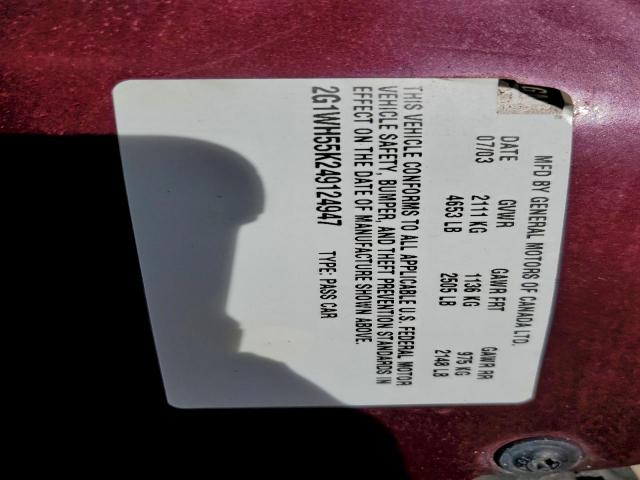 MFD BY GENERAL MOTORS OF CANADA LTD.
DATE GVWR GAWR FRT GAWR RR
07/03 2111 KG 1136 KG 975 KG
4653 LB 2505 LB 2148 LB
THIS VEHICLE CONFORMS TO ALL APPLICABLE U.S. FEDERAL MOTOR
VEHICLE SAFETY, BUMPER, AND THEFT PREVENTION STANDARDS IN
EFFECT ON THE DATE OF MANUFACTURE SHOWN ABOVE.
2G1WH55K249124947 TYPE: PASS CAR